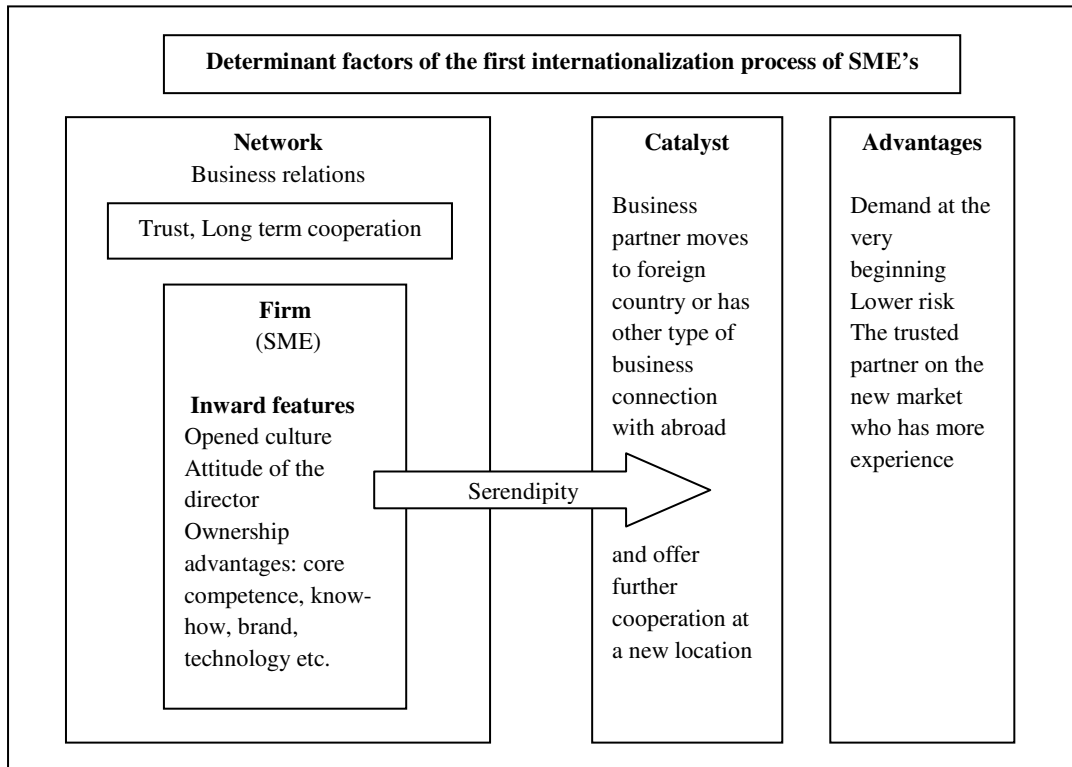 Determinant factors of the first internationalization process of SME's
Network
Business relations
Trust, Long term cooperation
Firm
(SME)
Inward features
Opened culture
Attitude of the
director
Ownership
advantages: core
competence, know-
how, brand,
technology etc.
Serendipity
Catalyst
Business
partner moves
to foreign
country or has
other type of
business
connection
with abroad
and offer
further
cooperation at
a new location
Advantages
Demand at the
very
beginning
Lower risk
The trusted
partner on the
new market
who has more
experience